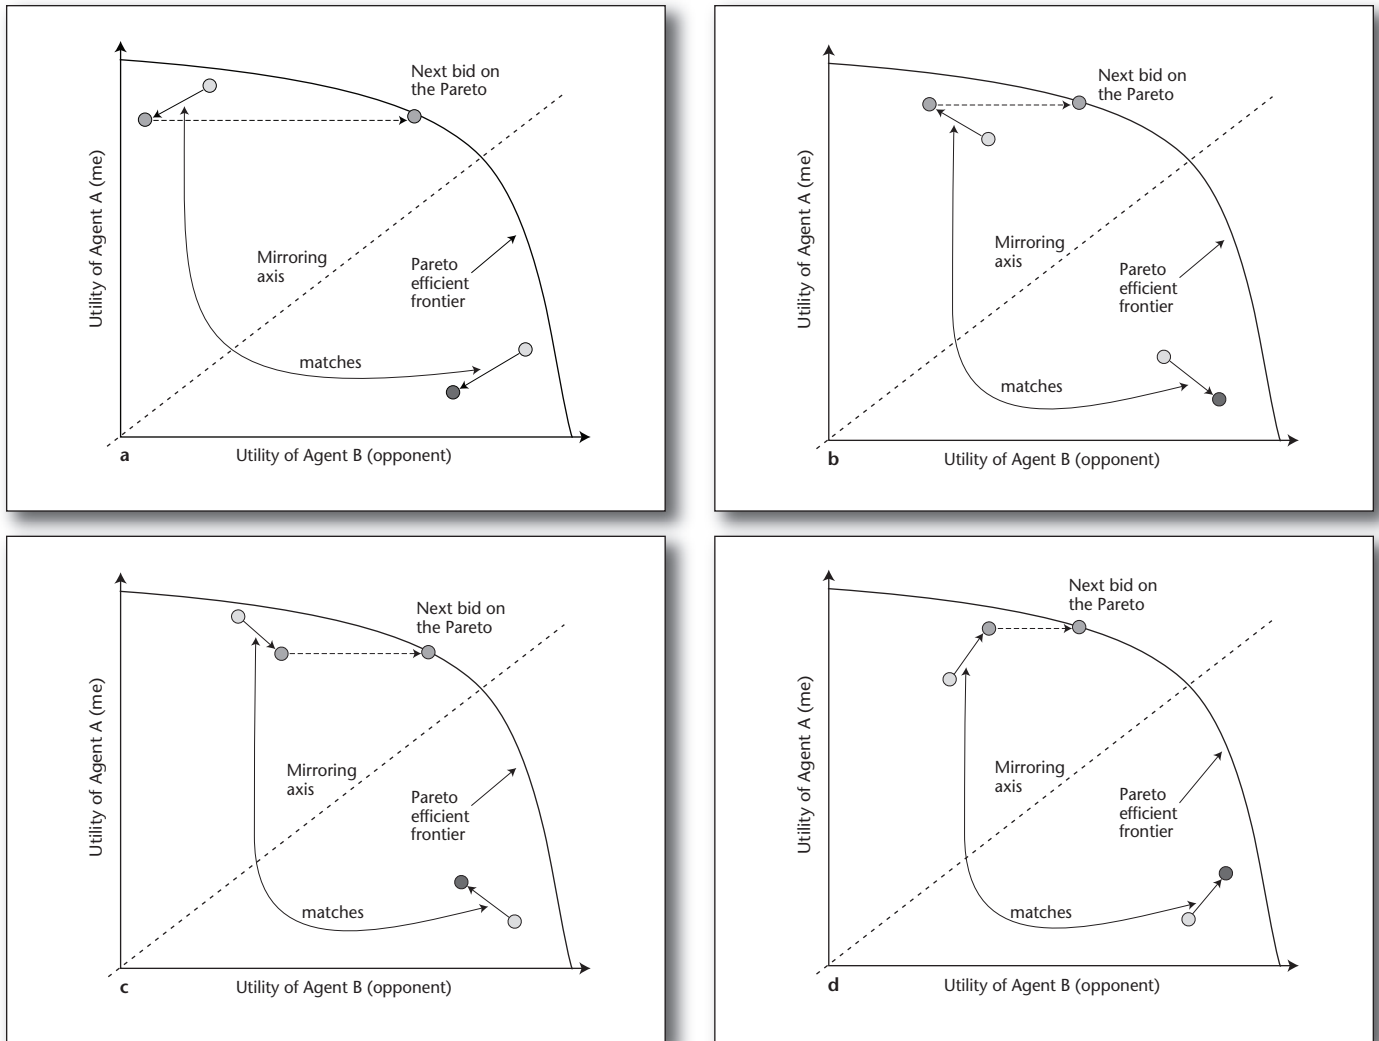 Next bid on
the Pareto
Utility of Agent A (me)
Mirroring
axis
Pareto
efficient
frontier
matches
a
Utility of Agent B (opponent)
Next bid on
the Pareto
Utility of Agent A (me)
Mirroring
axis
Pareto
efficient
frontier
matches
b
Utility of Agent B (opponent)
Next bid on
the Pareto
Utility of Agent A (me)
Mirroring
axis
Pareto
efficient
frontier
matches
c
Utility of Agent B (opponent)
Next bid on
the Pareto
Utility of Agent A (me)
Mirroring
axis
Pareto
efficient
frontier
matches
d
Utility of Agent B (opponent)